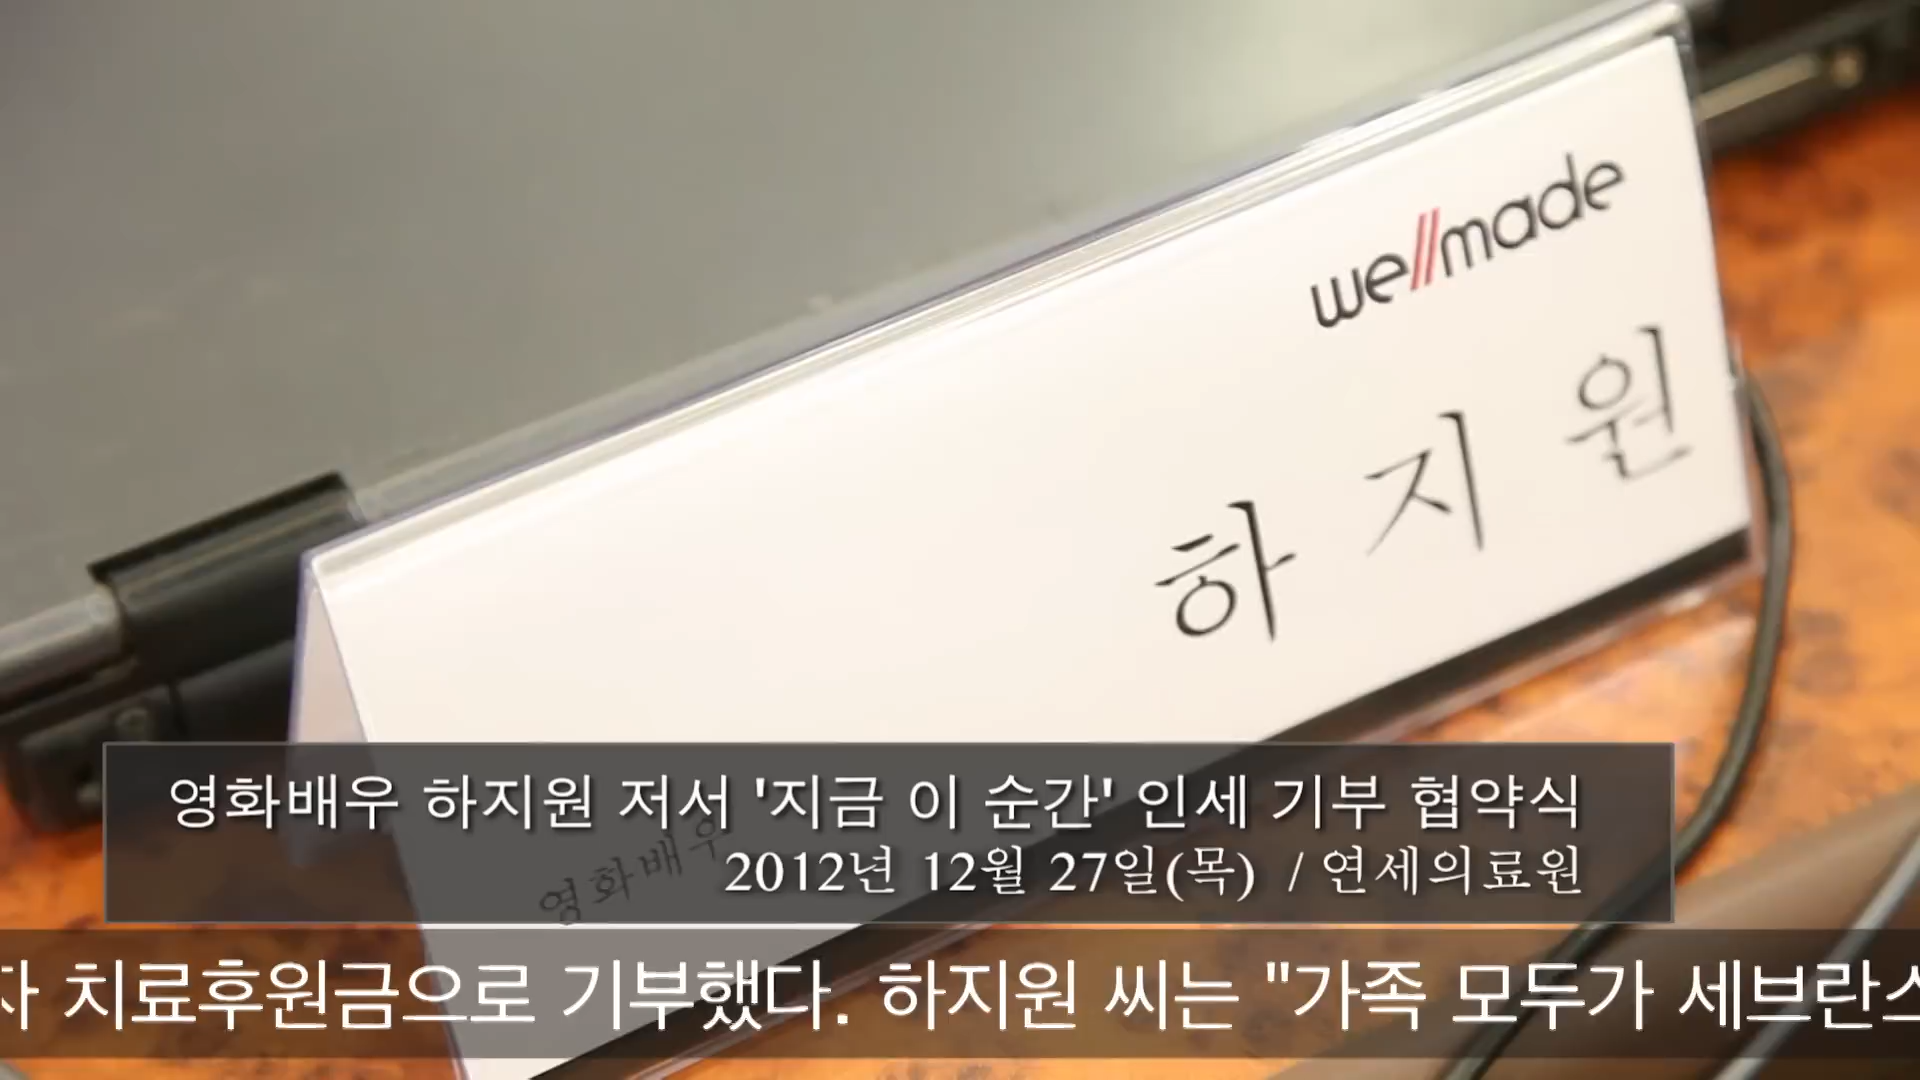 wellmade
하지원
영화배우
영화배우 하지원 저서 '지금 이 순간' 인세 기부 협약식
2012년 12월 27일(목) / 연세의료원
자 치료후원금으로 기부했다. 하지원 씨는 "가족 모두가 세브란스